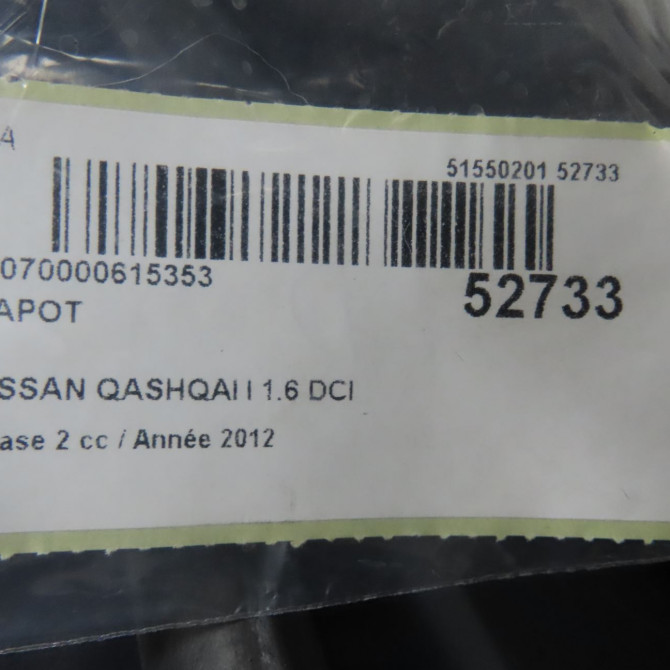 4
51550201 52733
070000615353
52733
APOT
SSAN QASHQAI I 1.6 DCI
ase 2 cc / Année 2012